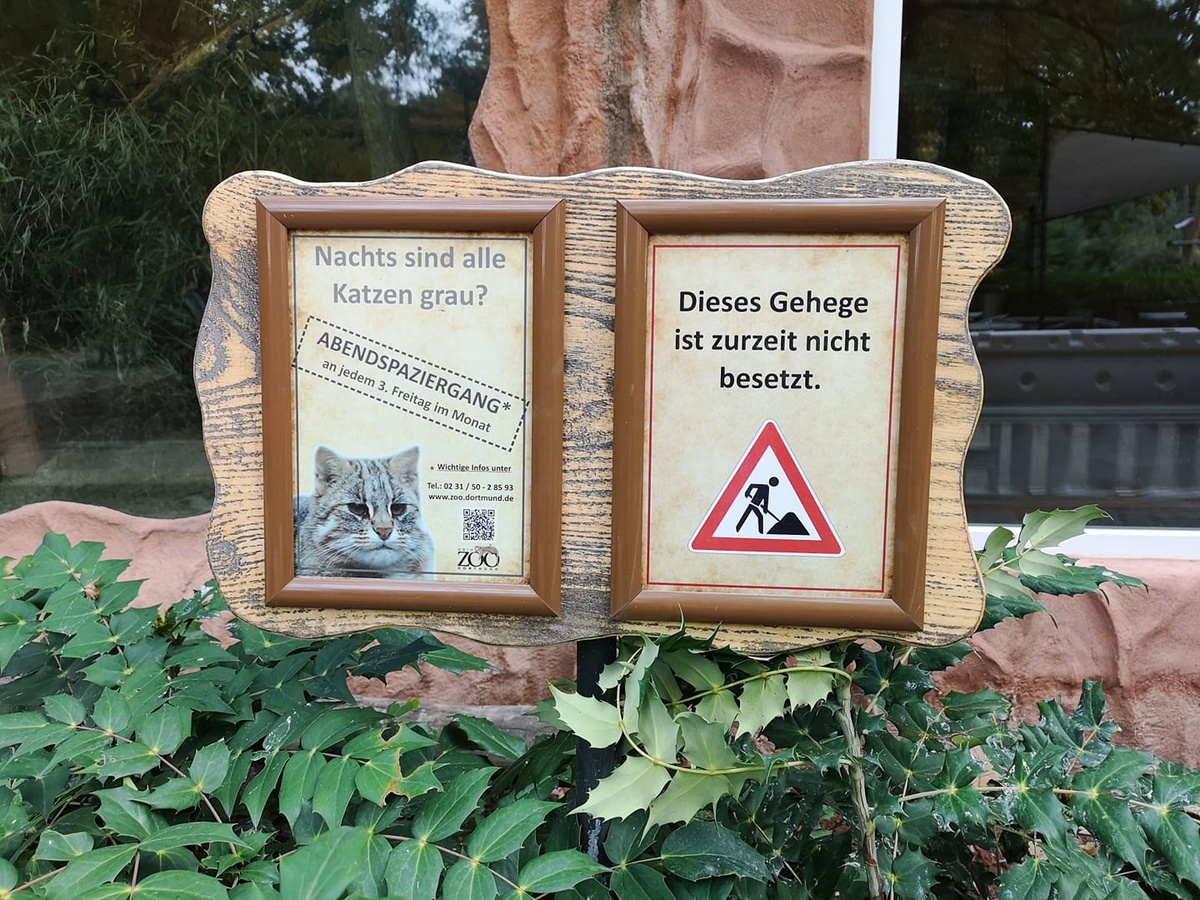 Nachts sind alle
Katzen grau?
ABENDSPAZIERGANG*
an jedem 3. Freitag im Monat
* Wichtige Infos unter
Tel.: 02 31 / 50 - 2 85 93
www.zoo.dortmund.de
ZOO
DORTMUND
Dieses Gehege
ist zurzeit nicht
besetzt.